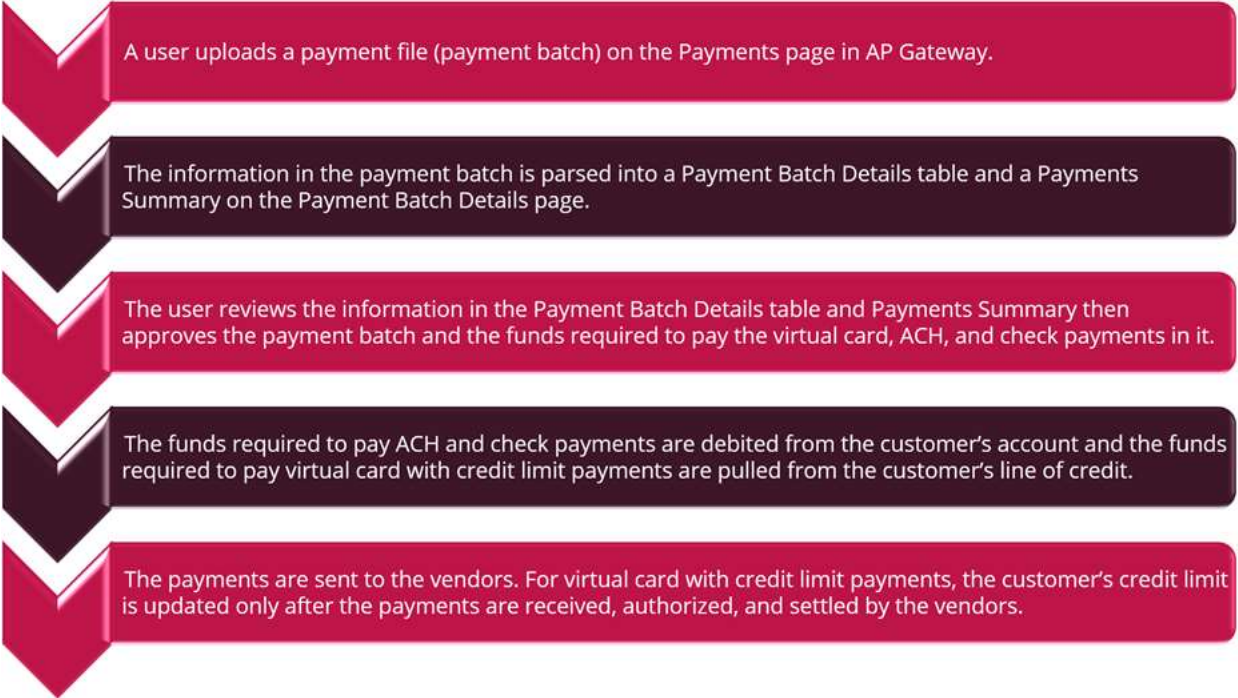 A user uploads a payment file (payment batch) on the Payments page in AP Gateway.
The information in the payment batch is parsed into a Payment Batch Details table and a Payments
Summary on the Payment Batch Details page.
The user reviews the information in the Payment Batch Details table and Payments Summary then
approves the payment batch and the funds required to pay the virtual card, ACH, and check payments in it.
The funds required to pay ACH and check payments are debited from the customer’s account and the funds
required to pay virtual card with credit limit payments are pulled from the customer’s line of credit.
The payments are sent to the vendors. For virtual card with credit limit payments, the customer’s credit limit
is updated only after the payments are received, authorized, and settled by the vendors.